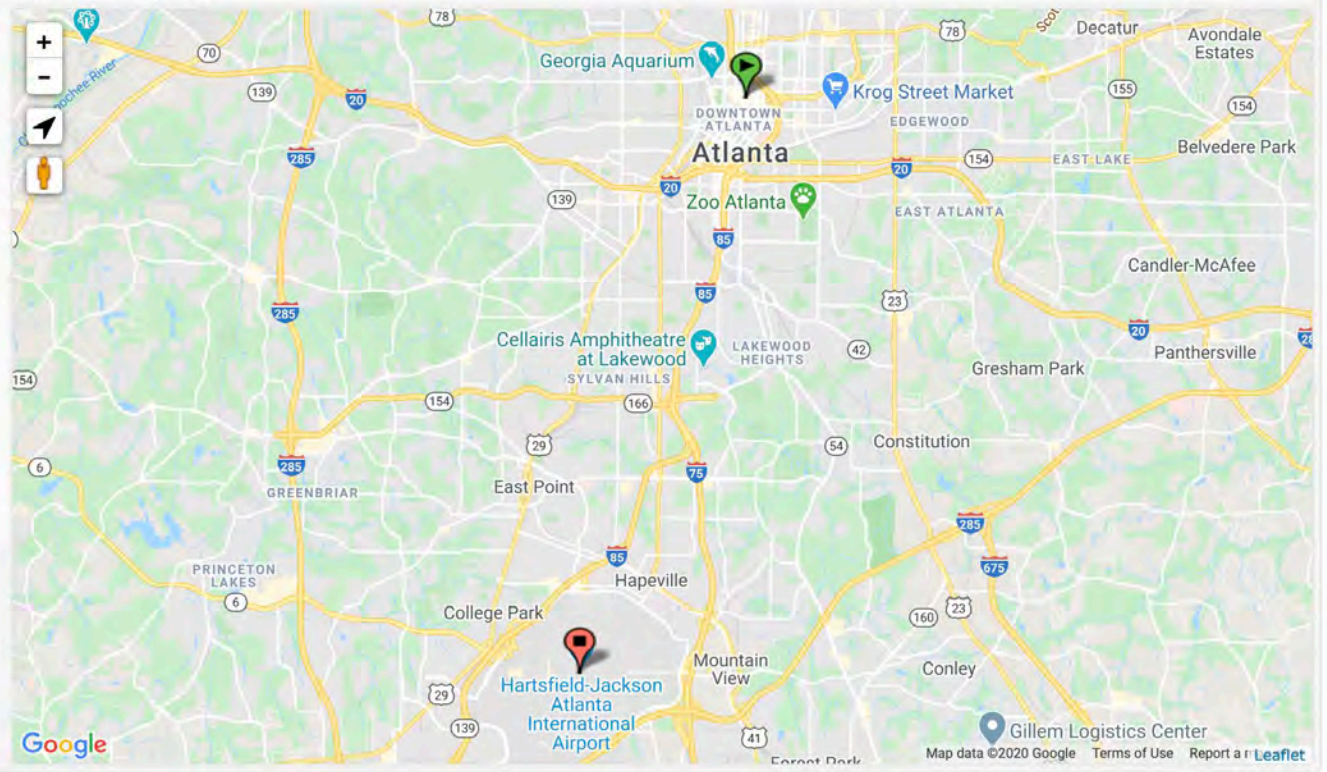 78
78
Decatur
Avondale
Estates
70
Georgia Aquarium
139
20
Krog Street Market
155
154
DOWNTOWN
ATLANTA
EDGEWOOD
Atlanta
285
154
EAST LAKE
Belvedere Park
20
20
139
Zoo Atlanta
EAST ATLANTA
85
Candler-McAfee
85
23
285
20
Cellairis Amphitheatre
at Lakewood
LAKEWOOD
HEIGHTS
42
Panthersville
Gresham Park
154
SYLVAN HILLS
154
166
29
54
Constitution
6
285
75
GREENBRIAR
East Point
285
85
675
PRINCETON
LAKES
Hapeville
6
College Park
160
23
Mountain
View
Conley
Hartsfield-Jackson
Atlanta
International
Airport
29
139
41
Gillem Logistics Center
Google
Map data ©2020 Google Terms of Use Report a
Leaflet
Forest Park